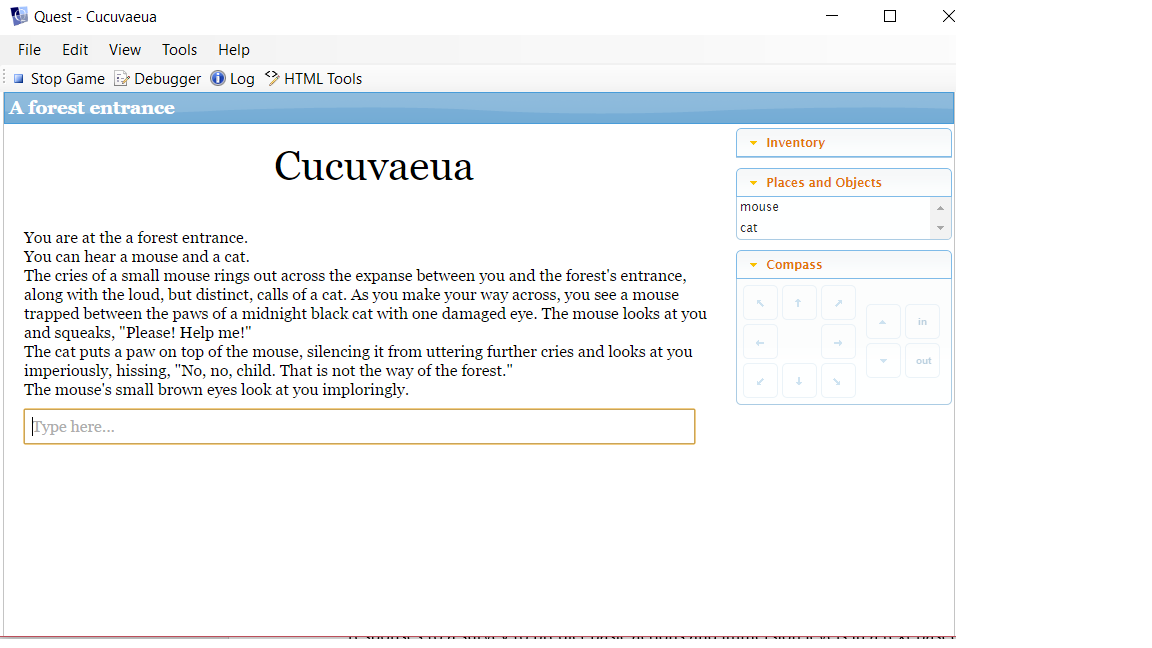 Quest - Cucuvaeua
File Edit View Tools Help
Stop Game Debugger Log HTML Tools
A forest entrance
Cucuvaeua
You are at the a forest entrance.
You can hear a mouse and a cat.
The cries of a small mouse rings out across the expanse between you and the forest's entrance,
along with the loud, but distinct, calls of a cat. As you make your way across, you see a mouse
trapped between the paws of a midnight black cat with one damaged eye. The mouse looks at you
and squeaks, "Please! Help me!"
The cat puts a paw on top of the mouse, silencing it from uttering further cries and looks at you
imperiously, hissing, "No, no, child. That is not the way of the forest."
The mouse's small brown eyes look at you imploringly.
Type here...
Inventory
Places and Objects
mouse
cat
Compass
in
out